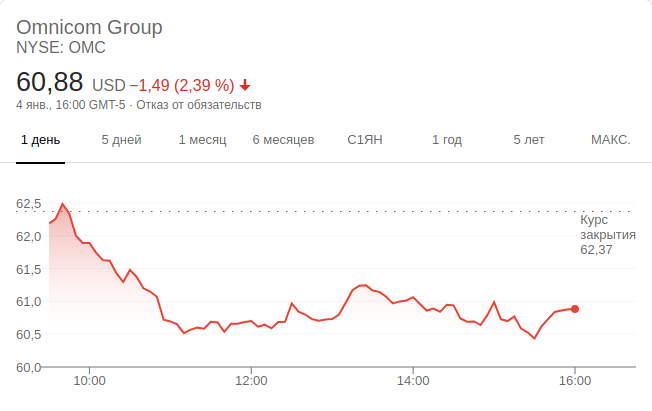 Omnicom Group
NYSE: OMC
60,88 USD −1,49 (2,39 %)
4 янв., 16:00 GMT-5 · Отказ от обязательств
1 день 5 дней 1 месяц 6 месяцев С1ЯН 1 год 5 лет МАКС.
62,5
Курс
закрытия
62,37
62,0
61,5
61,0
60,5
60,0
10:00 12:00 14:00 16:00